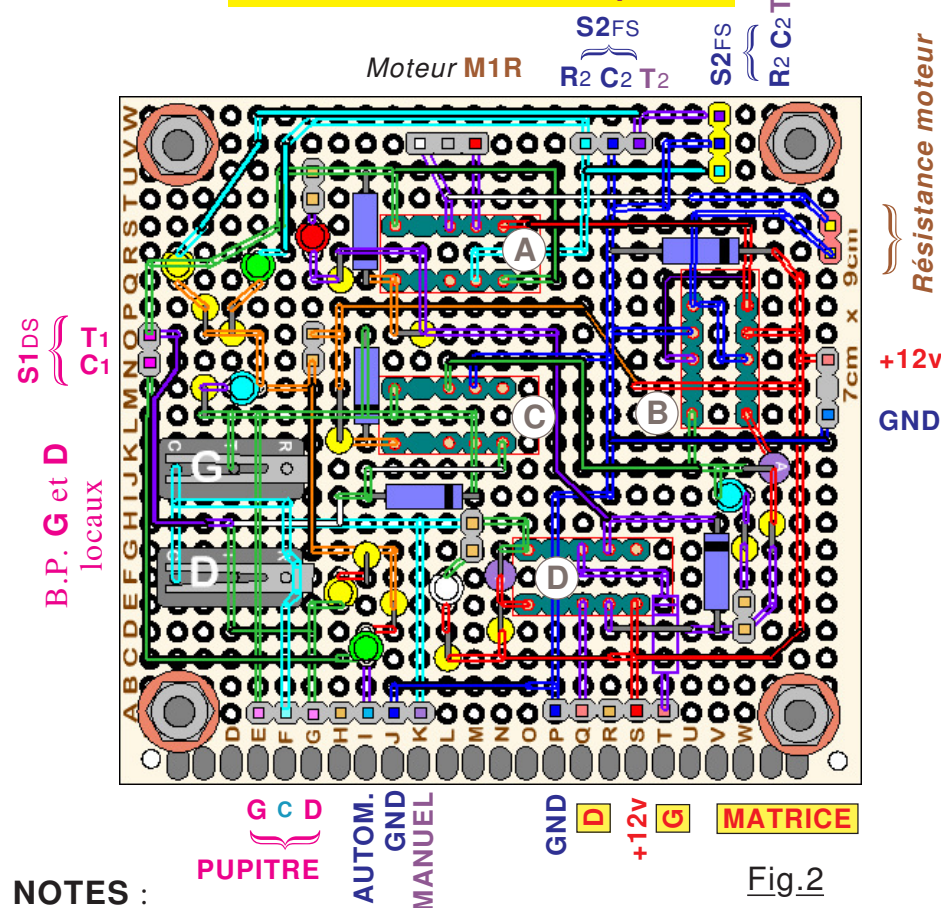 S2FS
R2 C2 T2
S2FS
R2 C2 T
Moteur M1R
Résistance moteur
W
V
U
T
S
R
Q
P
O
N
M
L
K
J
I
H
G
F
E
D
C
B
A
A
B
C
D
7cm x 9cm
S1DS
T1
C1
+12v
GND
B.P. G et D
locaux
C T R
G
D
A
D E F G H I J K L M N O P Q R S T U V W
G C D
PUPITRE
AUTOM.
GND
MANUEL
GND
D
+12v
G
MATRICE
NOTES :
Fig.2